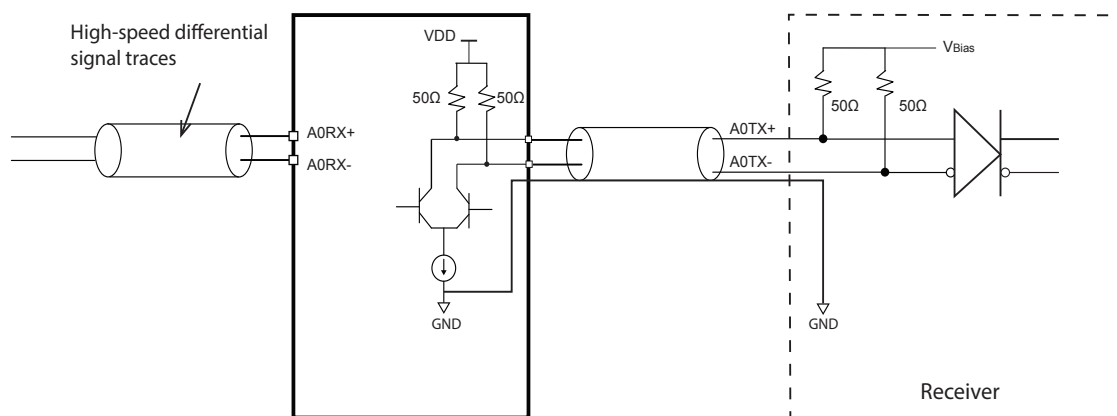 High-speed differential
signal traces
VDD
50Ω
50Ω
A0RX+
A0RX-
GND
A0TX+
A0TX-
VBias
50Ω
50Ω
GND
Receiver